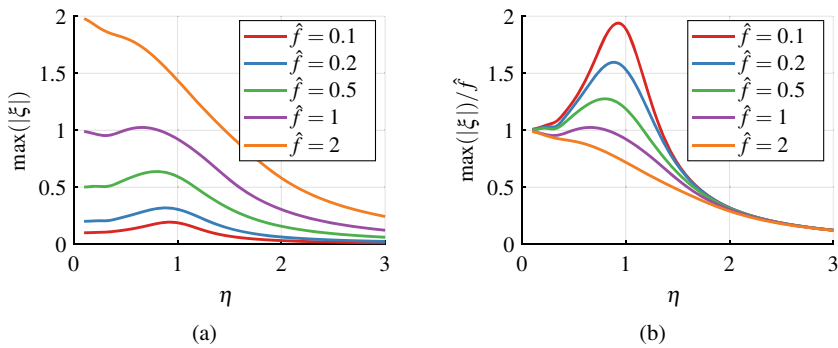 2
1.5
1
0.5
0
max(|ξ|)
0 1 2 3
η
f̂ = 0.1
f̂ = 0.2
f̂ = 0.5
f̂ = 1
f̂ = 2
(a)
2
1.5
1
0.5
0
max(|ξ|)/f̂
0 1 2 3
η
f̂ = 0.1
f̂ = 0.2
f̂ = 0.5
f̂ = 1
f̂ = 2
(b)